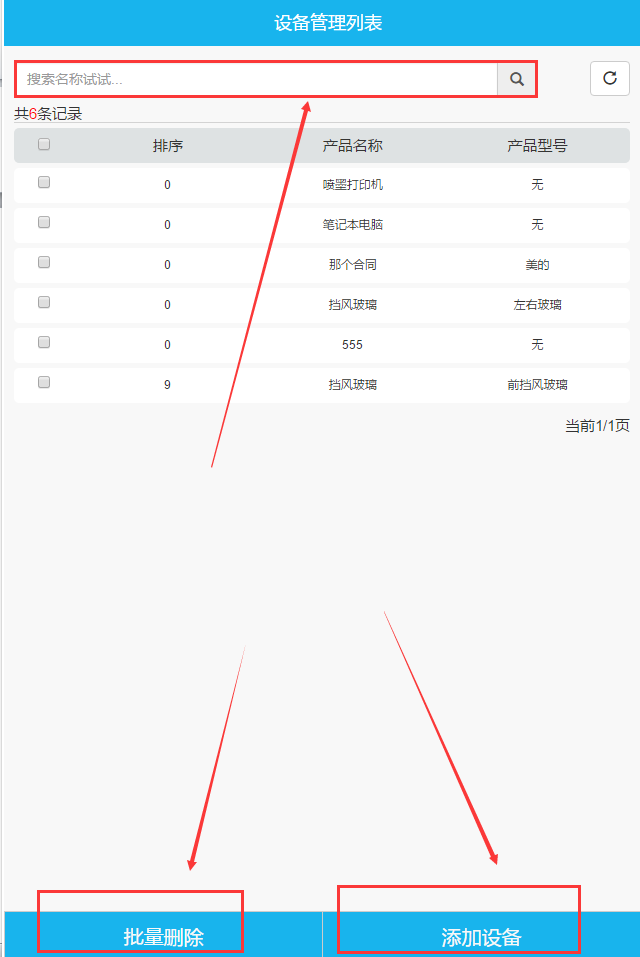 设备管理列表
搜索名称试试...
共6条记录
排序 产品名称 产品型号
0 喷墨打印机 无
0 笔记本电脑 无
0 那个合同 美的
0 挡风玻璃 左右玻璃
0 555 无
9 挡风玻璃 前挡风玻璃
当前1/1页
批量删除 添加设备